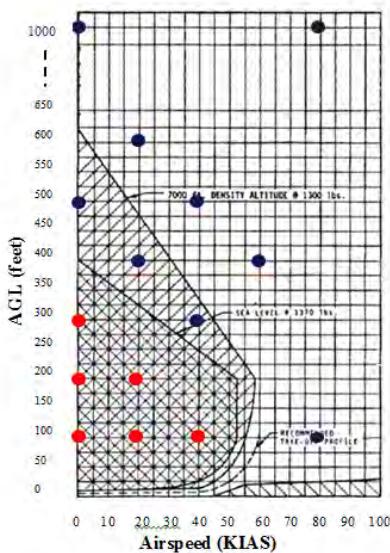 1000
650
600
550
500
7000 FT. DENSITY ALTITUDE @ 1300 lbs.
450
400
350
AGL (feet)
300
SEA LEVEL @ 1370 lbs.
250
200
150
RECOMMENDED
TAKE-OFF PROFILE
100
50
0
0 10 20 30 40 50 60 70 80 90 100
Airspeed (KIAS)